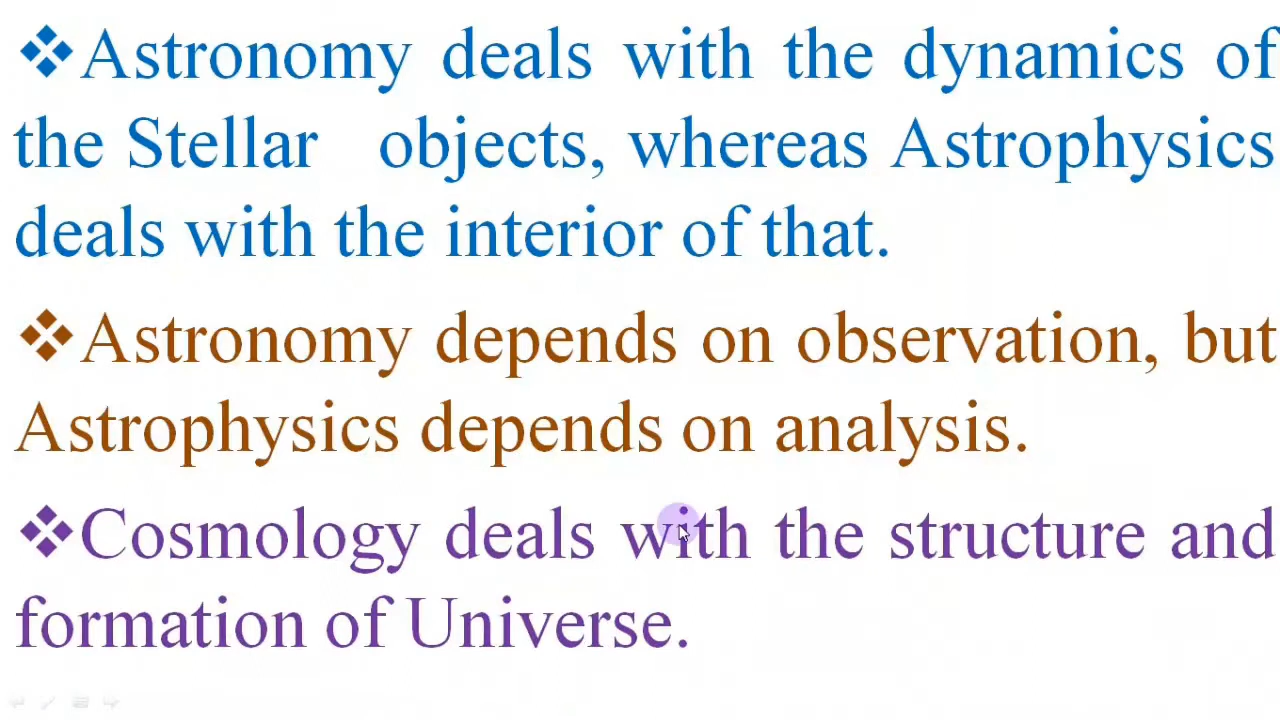 ❖Astronomy deals with the dynamics of
the Stellar objects, whereas Astrophysics
deals with the interior of that.
❖Astronomy depends on observation, but
Astrophysics depends on analysis.
❖Cosmology deals with the structure and
formation of Universe.